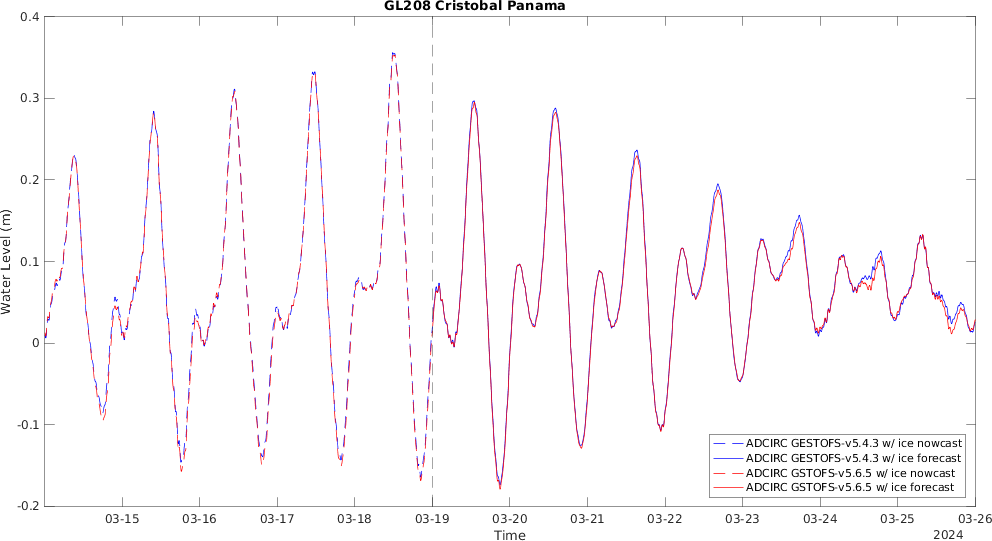 GL208 Cristobal Panama
0.4
0.3
0.2
0.1
0
-0.1
-0.2
Water Level (m)
ADCIRC GESTOFS-v5.4.3 w/ ice nowcast
ADCIRC GESTOFS-v5.4.3 w/ ice forecast
ADCIRC GSTOFS-v5.6.5 w/ ice nowcast
ADCIRC GSTOFS-v5.6.5 w/ ice forecast
03-15 03-16 03-17 03-18 03-19 03-20 03-21 03-22 03-23 03-24 03-25 03-26
Time
2024